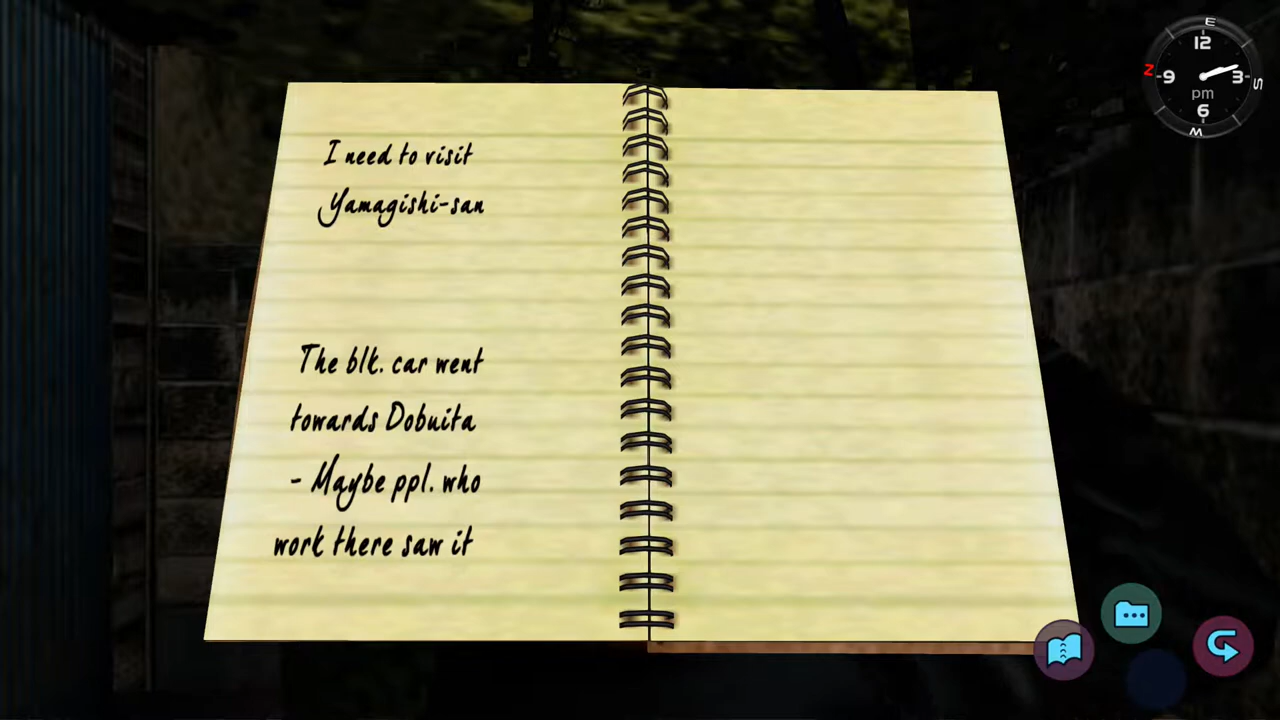 I need to visit
Yamagishi-san
The blk. car went
towards Dobuita
- Maybe ppl. who
work there saw it
E
12
N
9
3
S
pm
6
W